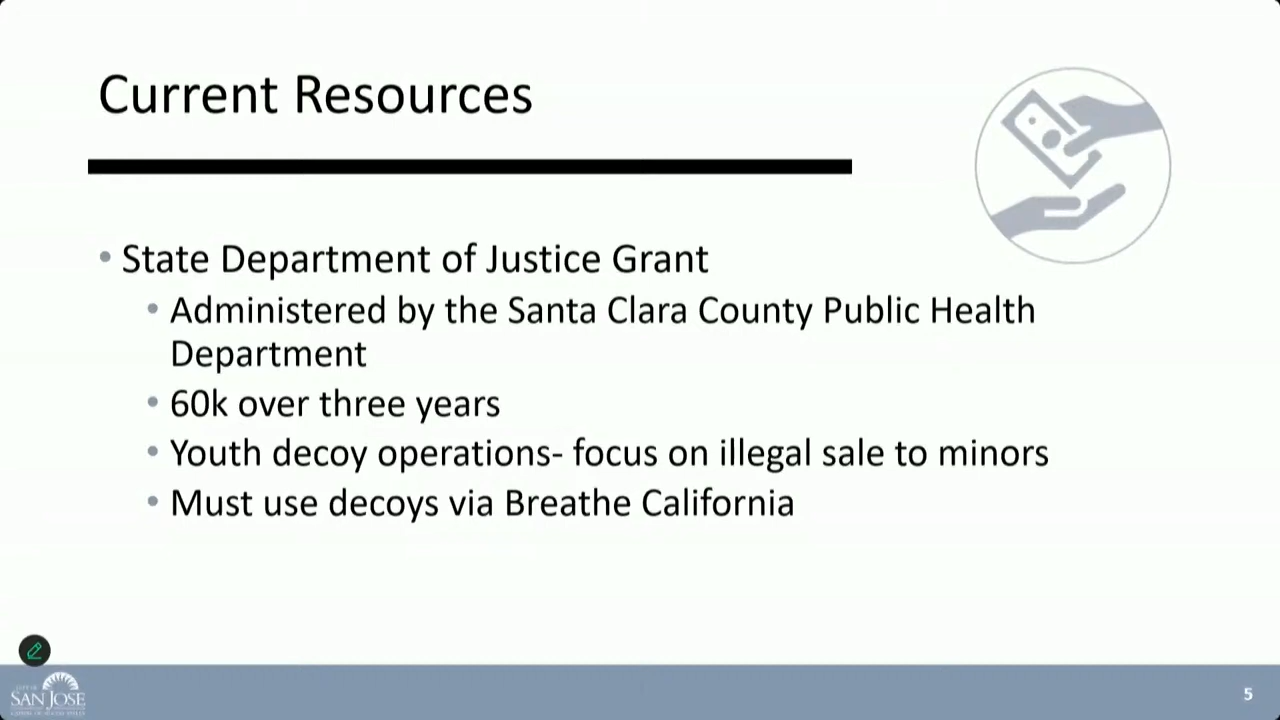 Current Resources
• State Department of Justice Grant
• Administered by the Santa Clara County Public Health
Department
• 60k over three years
• Youth decoy operations- focus on illegal sale to minors
• Must use decoys via Breathe California
CITY OF
SAN JOSE
5